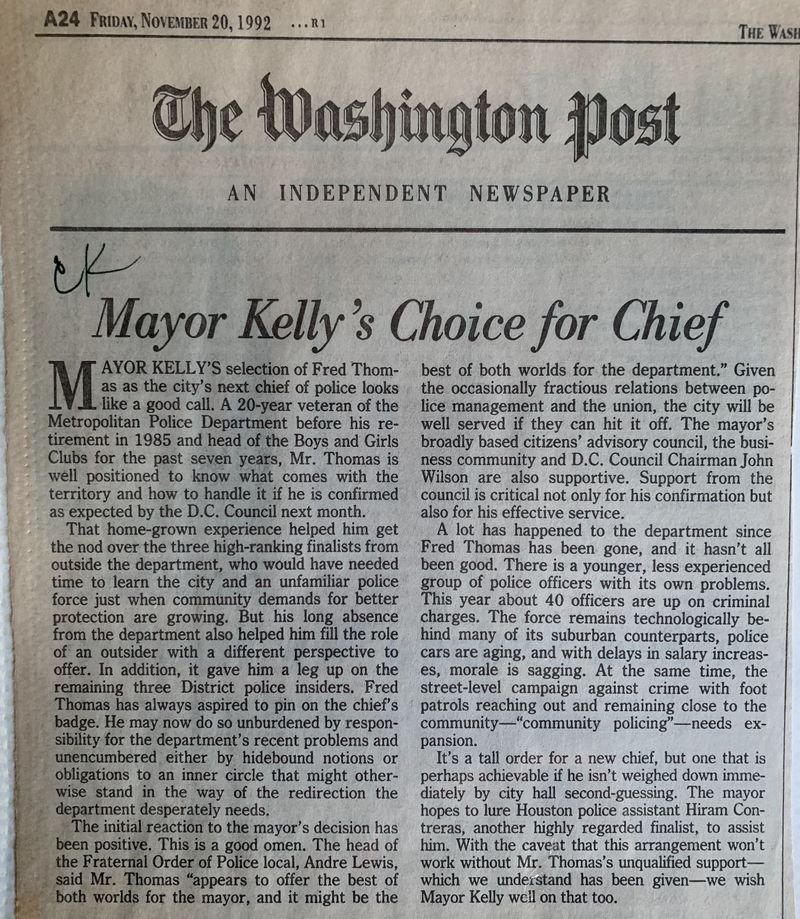 A24 FRIDAY, NOVEMBER 20, 1992 ...R1
THE WASH
The Washington Post
AN INDEPENDENT NEWSPAPER
CK
Mayor Kelly's Choice for Chief
MAYOR KELLY'S selection of Fred Thom-
as as the city's next chief of police looks
like a good call. A 20-year veteran of the
Metropolitan Police Department before his re-
tirement in 1985 and head of the Boys and Girls
Clubs for the past seven years, Mr. Thomas is
well positioned to know what comes with the
territory and how to handle it if he is confirmed
as expected by the D.C. Council next month.
That home-grown experience helped him get
the nod over the three high-ranking finalists from
outside the department, who would have needed
time to learn the city and an unfamiliar police
force just when community demands for better
protection are growing. But his long absence
from the department also helped him fill the role
of an outsider with a different perspective to
offer. In addition, it gave him a leg up on the
remaining three District police insiders. Fred
Thomas has always aspired to pin on the chief's
badge. He may now do so unburdened by respon-
sibility for the department's recent problems and
unencumbered either by hidebound notions or
obligations to an inner circle that might other-
wise stand in the way of the redirection the
department desperately needs.
The initial reaction to the mayor's decision has
been positive. This is a good omen. The head of
the Fraternal Order of Police local, Andre Lewis,
said Mr. Thomas "appears to offer the best of
both worlds for the mayor, and it might be the
best of both worlds for the department." Given
the occasionally fractious relations between po-
lice management and the union, the city will be
well served if they can hit it off. The mayor's
broadly based citizens' advisory council, the busi-
ness community and D.C. Council Chairman John
Wilson are also supportive. Support from the
council is critical not only for his confirmation but
also for his effective service.
A lot has happened to the department since
Fred Thomas has been gone, and it hasn't all
been good. There is a younger, less experienced
group of police officers with its own problems.
This year about 40 officers are up on criminal
charges. The force remains technologically be-
hind many of its suburban counterparts, police
cars are aging, and with delays in salary increas-
es, morale is sagging. At the same time, the
street-level campaign against crime with foot
patrols reaching out and remaining close to the
community—"community policing"—needs ex-
pansion.
It's a tall order for a new chief, but one that is
perhaps achievable if he isn't weighed down imme-
diately by city hall second-guessing. The mayor
hopes to lure Houston police assistant Hiram Con-
treras, another highly regarded finalist, to assist
him. With the caveat that this arrangement won't
work without Mr. Thomas's unqualified support—
which we understand has been given—we wish
Mayor Kelly well on that too.